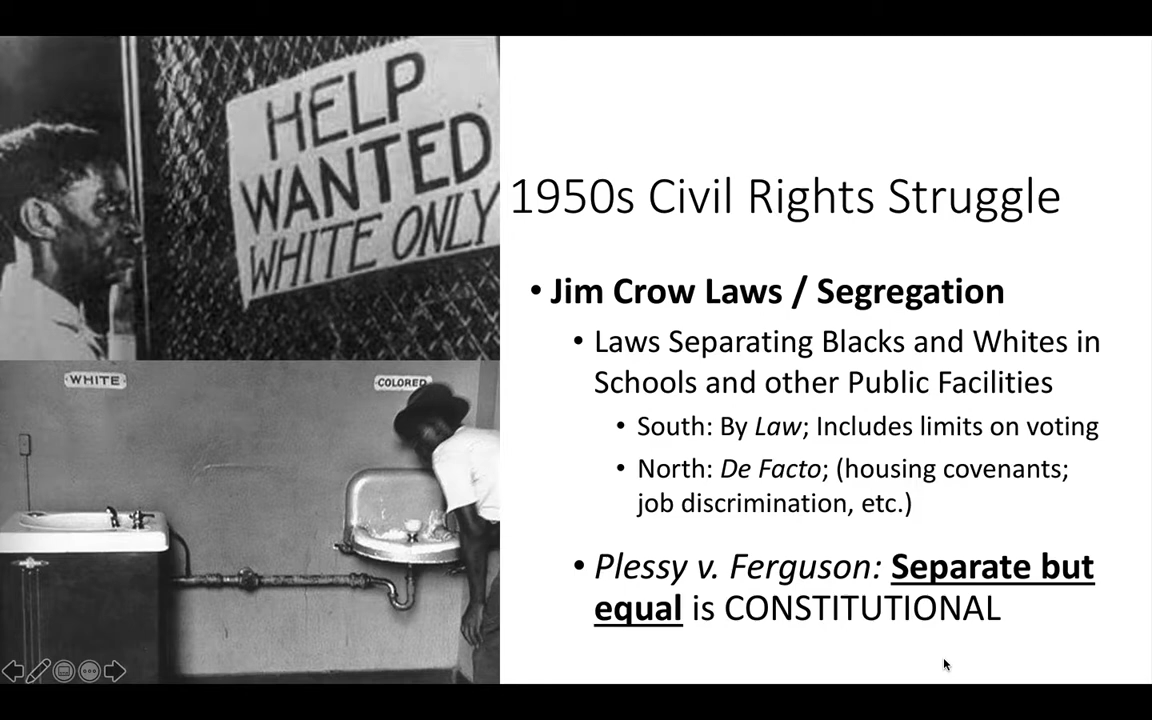 HELP
WANTED
WHITE ONLY
WHITE
COLORED
1950s Civil Rights Struggle
• Jim Crow Laws / Segregation
• Laws Separating Blacks and Whites in
Schools and other Public Facilities
• South: By Law; Includes limits on voting
• North: De Facto; (housing covenants;
job discrimination, etc.)
• Plessy v. Ferguson: Separate but
equal is CONSTITUTIONAL